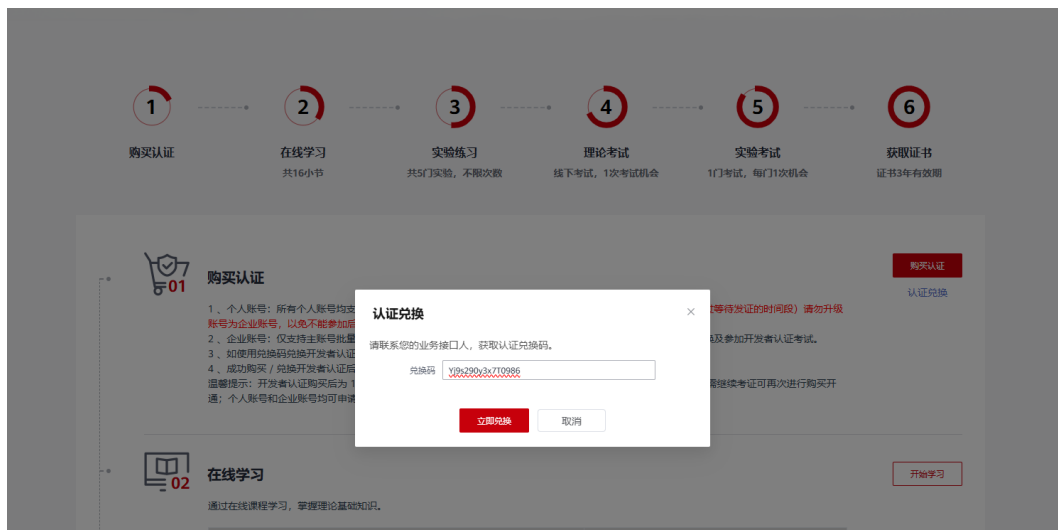 1
2
3
4
5
6
购买认证
在线学习
实验练习
理论考试
实验考试
获取证书
共16小节
共5门实验，不限次数
线下考试，1次考试机会
1门考试，每门1次机会
证书3年有效期
01
购买认证
购买认证
认证兑换
1 、个人账号：所有个人账号均支
等待发证的时间段）请勿升级
账号为企业账号，以免不能参加后
2 、企业账号：仅支持主账号批量
及参加开发者认证考试。
3 、如使用兑换码兑换开发者认证
4 、成功购买 / 兑换开发者认证后
温馨提示：开发者认证购买后为 1
需继续考证可再次进行购买开
通；个人账号和企业账号均可申请
认证兑换
×
请联系您的业务接口人，获取认证兑换码。
兑换码
Yj9s290y3x7T0986
立即兑换
取消
02
在线学习
开始学习
通过在线课程学习，掌握理论基础知识。